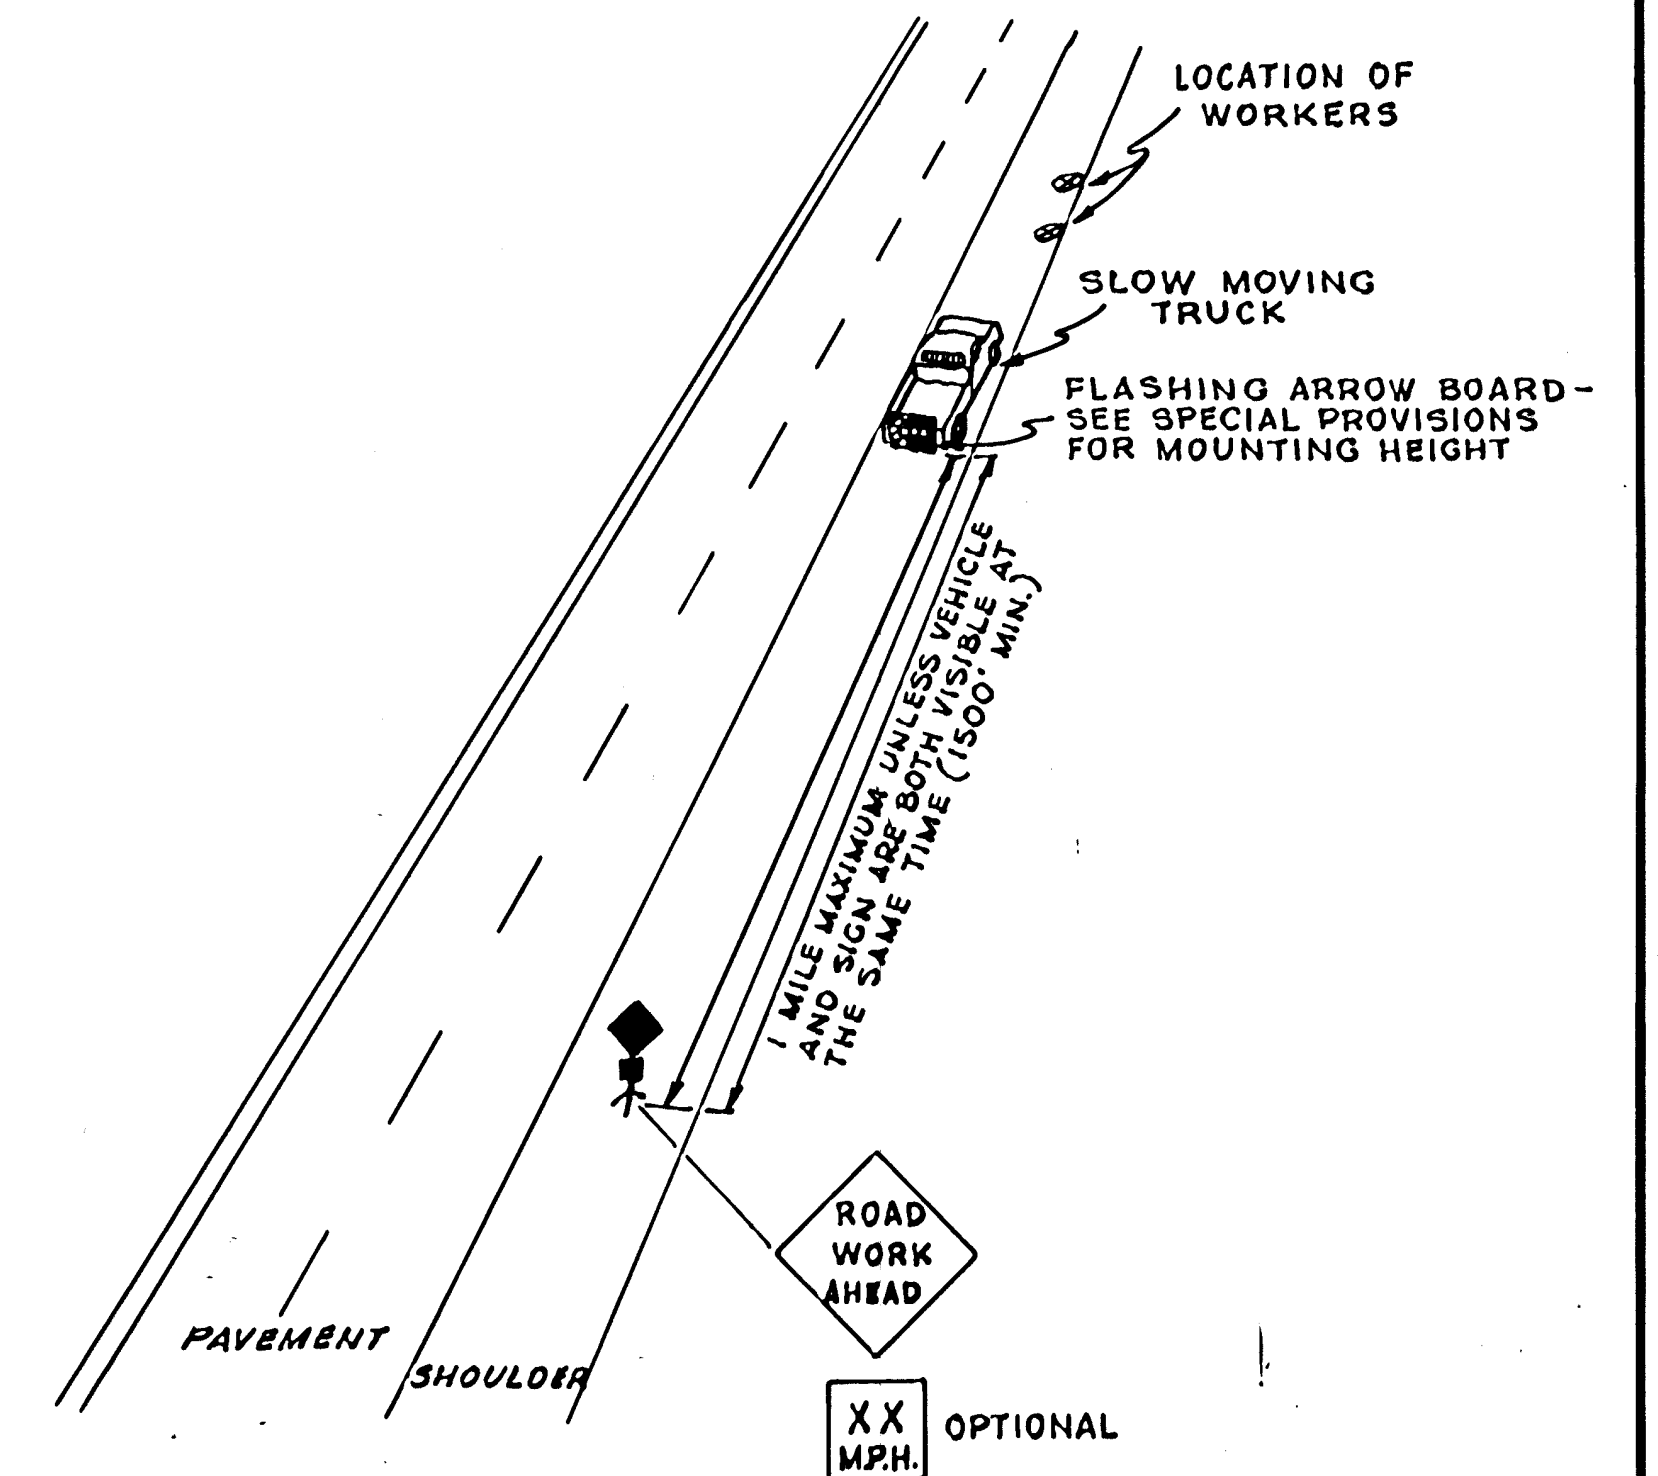 LOCATION OF
WORKERS
SLOW MOVING
TRUCK
FLASHING ARROW BOARD-
SEE SPECIAL PROVISIONS
FOR MOUNTING HEIGHT
1 MILE MAXIMUM UNLESS VEHICLE
AND SIGN ARE BOTH VISIBLE AT
THE SAME TIME (1500' MIN.)
ROAD
WORK
AHEAD
PAVEMENT
SHOULDER
XX
M.P.H.
OPTIONAL